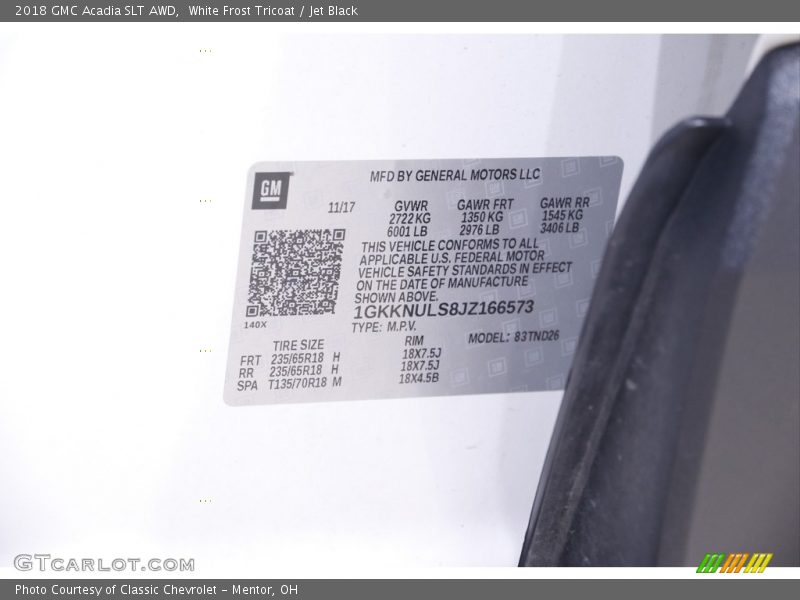 2018 GMC Acadia SLT AWD, White Frost Tricoat / Jet Black
GM
MFD BY GENERAL MOTORS LLC
11/17 GVWR GAWR FRT GAWR RR
2722 KG 1350 KG 1545 KG
6001 LB 2976 LB 3406 LB
THIS VEHICLE CONFORMS TO ALL
APPLICABLE U.S. FEDERAL MOTOR
VEHICLE SAFETY STANDARDS IN EFFECT
ON THE DATE OF MANUFACTURE
SHOWN ABOVE.
1GKKNULS8JZ166573
140X
TYPE: M.P.V. MODEL: 83TND26
TIRE SIZE RIM
FRT 235/65R18 H 18X7.5J
RR 235/65R18 H 18X7.5J
SPA T135/70R18 M 18X4.5B
GTCARLOT.COM
Photo Courtesy of Classic Chevrolet - Mentor, OH